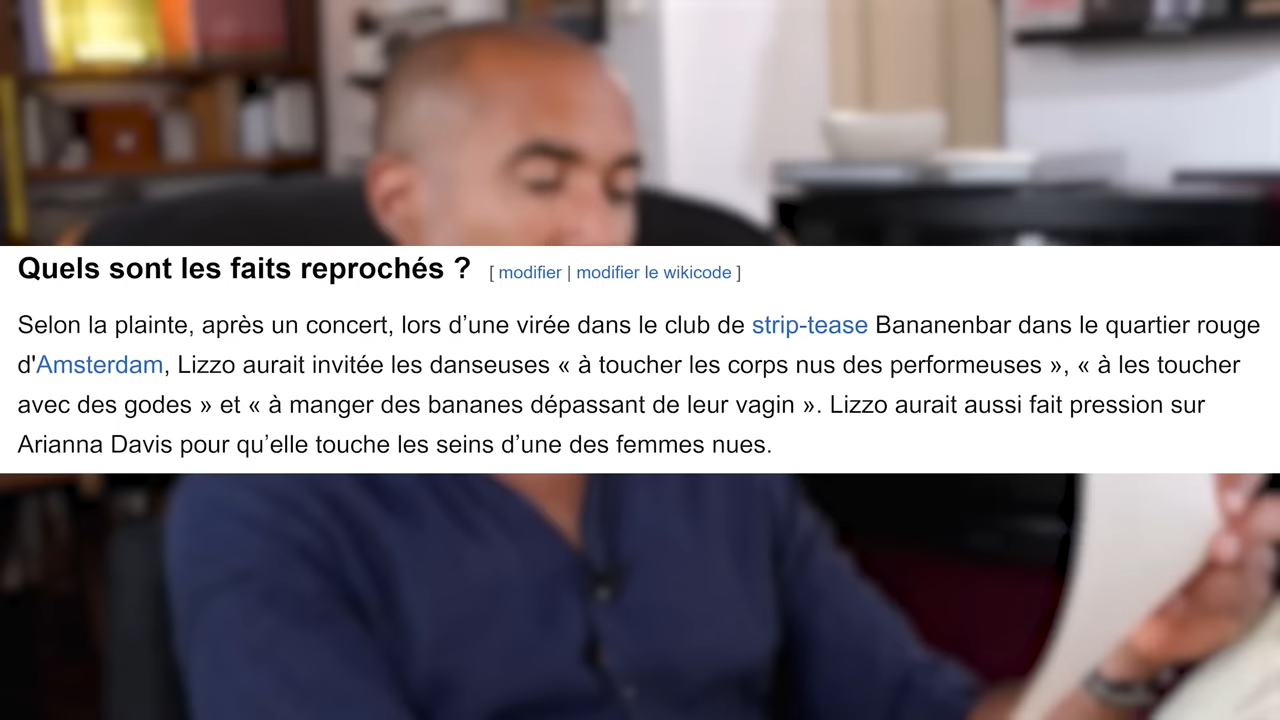 Quels sont les faits reprochés ? [ modifier | modifier le wikicode ]
Selon la plainte, après un concert, lors d’une virée dans le club de strip-tease Bananenbar dans le quartier rouge
d'Amsterdam, Lizzo aurait invitée les danseuses « à toucher les corps nus des performeuses », « à les toucher
avec des godes » et « à manger des bananes dépassant de leur vagin ». Lizzo aurait aussi fait pression sur
Arianna Davis pour qu’elle touche les seins d’une des femmes nues.